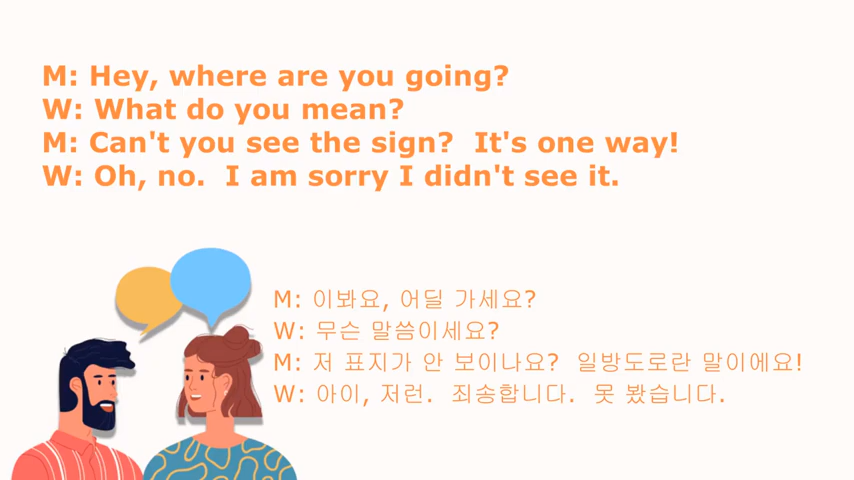 M: Hey, where are you going?
W: What do you mean?
M: Can't you see the sign?  It's one way!
W: Oh, no.  I am sorry I didn't see it.
M: 이봐요, 어딜 가세요?
W: 무슨 말씀이세요?
M: 저 표지가 안 보이나요?  일방도로란 말이에요!
W: 아이, 저런.  죄송합니다.  못 봤습니다.